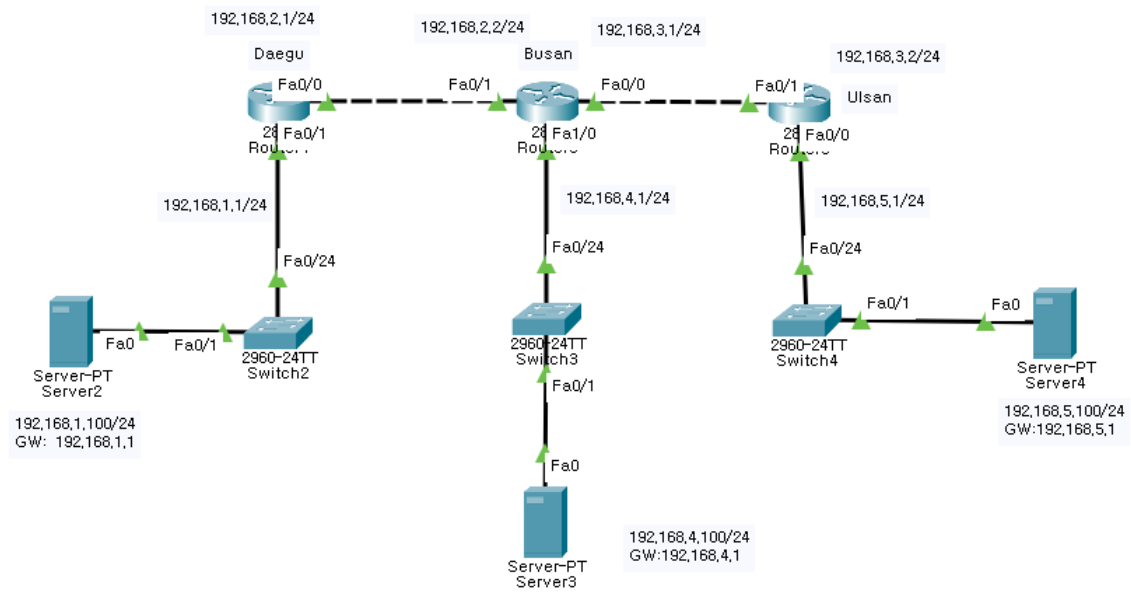 192,168,2,1/24
192,168,2,2/24
192,168,3,1/24
192,168,3,2/24
Daegu
Busan
Ulsan
Fa0/0
Fa0/1
Fa0/0
Fa0/1
28 Fa0/1
28 Fa1/0
28 Fa0/0
192,168,1,1/24
192,168,4,1/24
192,168,5,1/24
Fa0/24
Fa0/24
Fa0/24
Fa0
Fa0/1
2960-24TT
Switch2
2960-24TT
Switch3
2960-24TT
Switch4
Fa0/1
Fa0
Server-PT
Server2
192,168,1,100/24
GW: 192,168,1,1
Fa0/1
Fa0
Server-PT
Server4
192,168,5,100/24
GW:192,168,5,1
Server-PT
Server3
192,168,4,100/24
GW:192,168,4,1